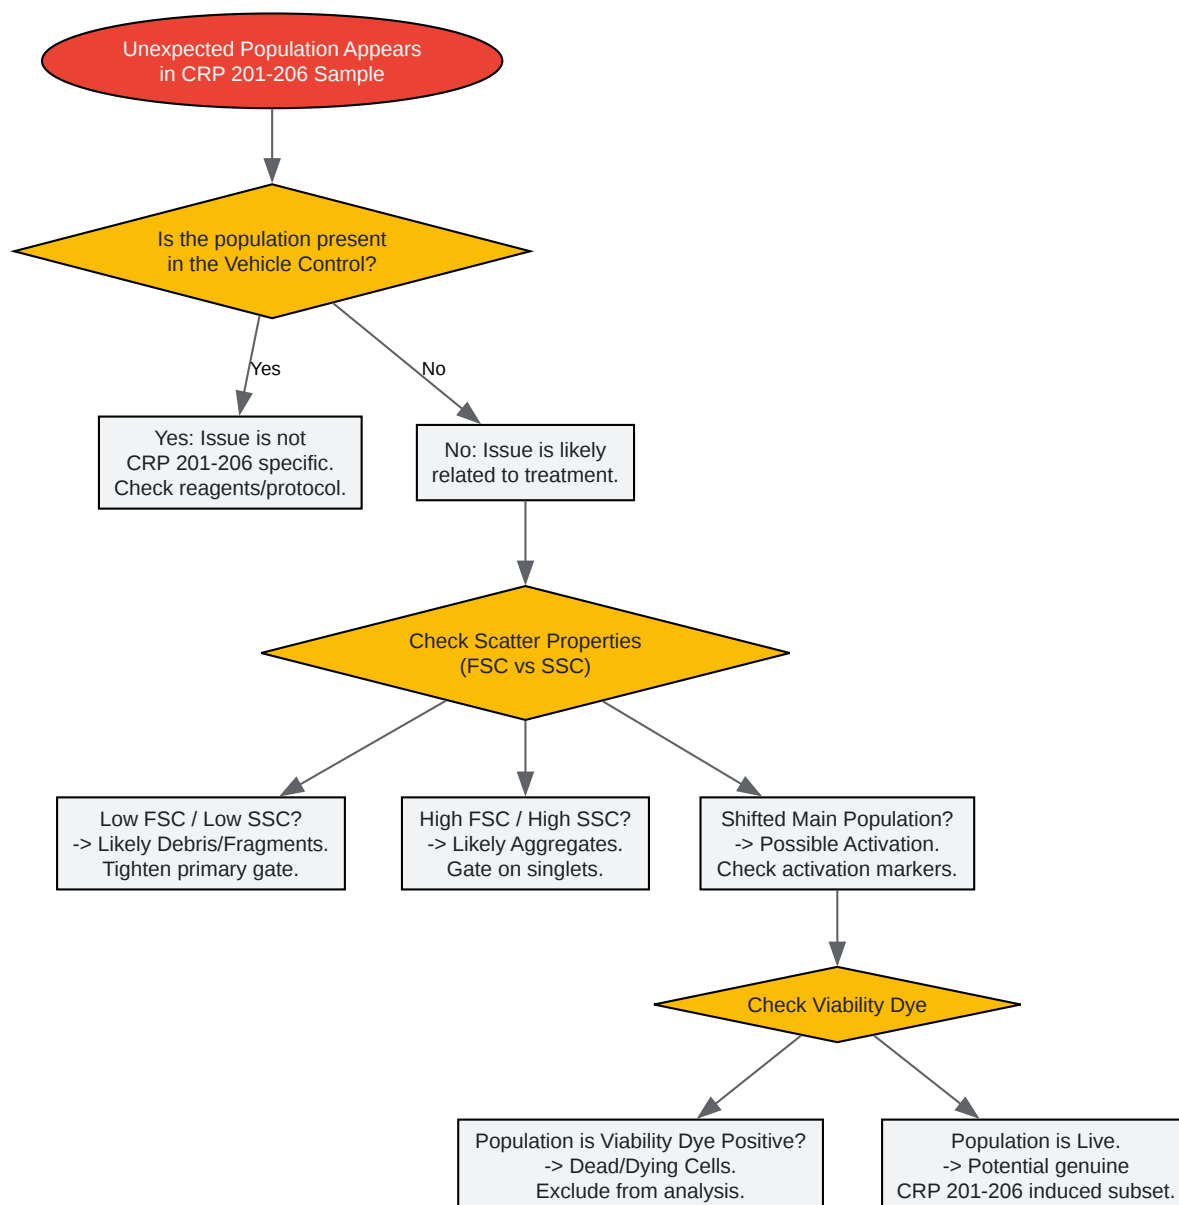 Unexpected Population Appears
in CRP 201-206 Sample
Is the population present
in the Vehicle Control?
Yes
No
Yes: Issue is not
CRP 201-206 specific.
Check reagents/protocol.
No: Issue is likely
related to treatment.
Check Scatter Properties
(FSC vs SSC)
Low FSC / Low SSC?
-> Likely Debris/Fragments.
Tighten primary gate.
High FSC / High SSC?
-> Likely Aggregates.
Gate on singlets.
Shifted Main Population?
-> Possible Activation.
Check activation markers.
Check Viability Dye
Population is Viability Dye Positive?
-> Dead/Dying Cells.
Exclude from analysis.
Population is Live.
-> Potential genuine
CRP 201-206 induced subset.